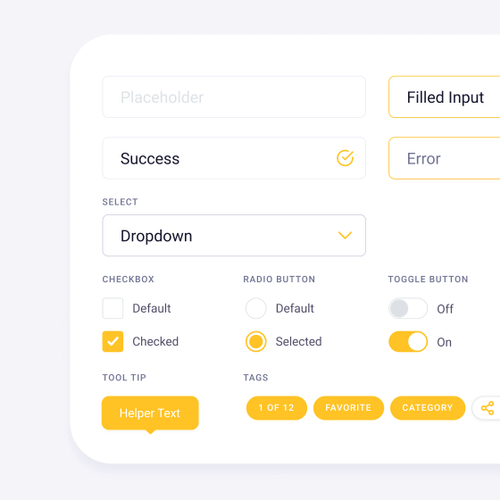 Placeholder
Filled Input
Success
Error
SELECT
Dropdown
CHECKBOX
RADIO BUTTON
TOGGLE BUTTON
Default
Default
Off
Checked
Selected
On
TOOL TIP
TAGS
Helper Text
1 OF 12
FAVORITE
CATEGORY